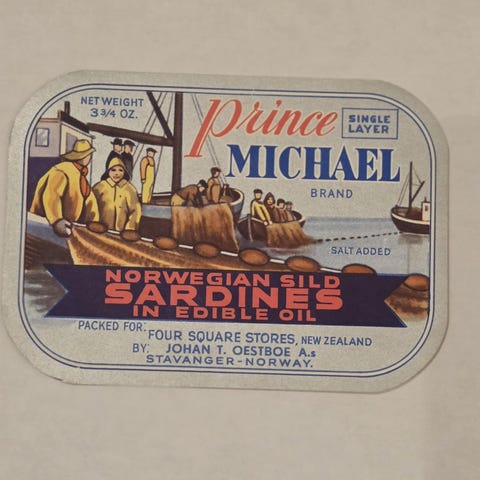 NET WEIGHT
3 3/4 OZ.
Prince
SINGLE
LAYER
MICHAEL
BRAND
SALT ADDED
NORWEGIAN SILD
SARDINES
IN EDIBLE OIL
PACKED FOR: FOUR SQUARE STORES, NEW ZEALAND
BY: JOHAN T. OESTBOE A.s
STAVANGER-NORWAY.